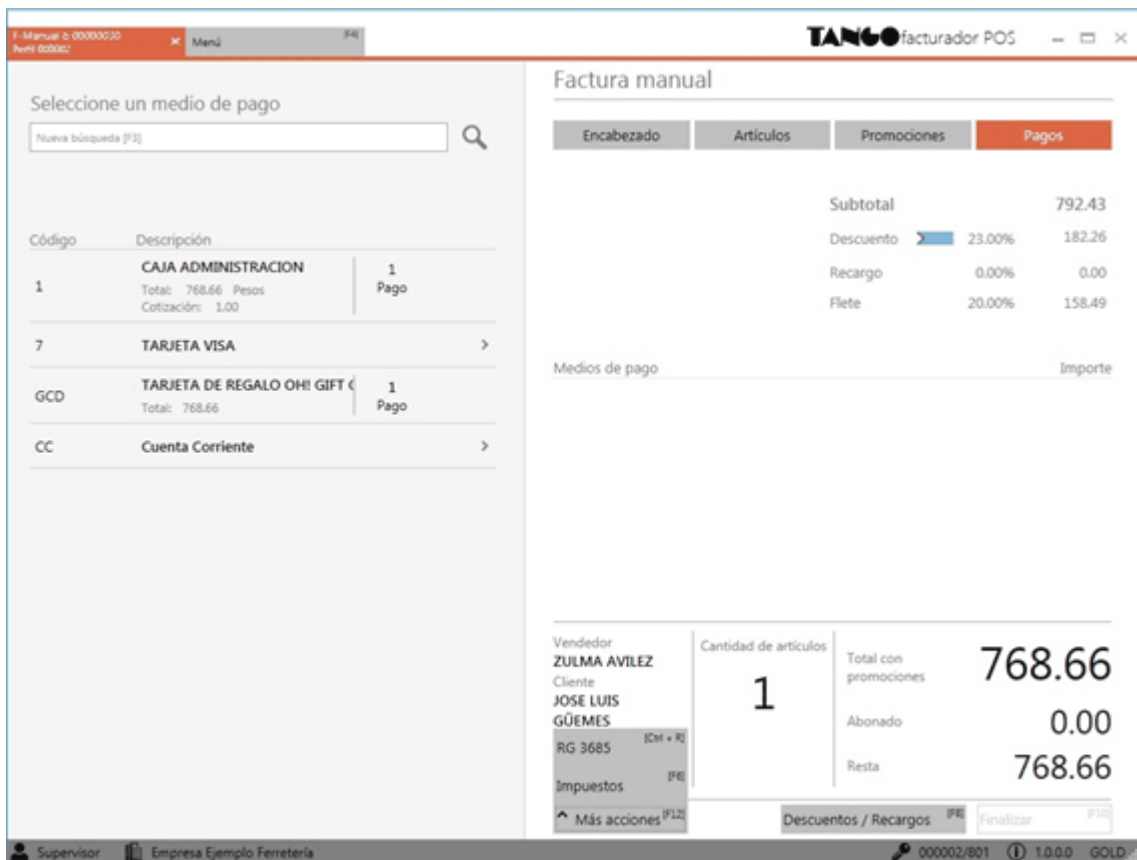 F-Manual B 00000030
Perfil 000002
Menú [F4]
TANGO facturador POS
Seleccione un medio de pago
Nueva búsqueda [F3]
Código Descripción
1 CAJA ADMINISTRACION 1
Total: 768.66 Pesos Pago
Cotización: 1.00
7 TARJETA VISA
GCD TARJETA DE REGALO OH! GIFT C 1
Total: 768.66 Pago
CC Cuenta Corriente
Factura manual
Encabezado Artículos Promociones Pagos
Subtotal 792.43
Descuento 23.00% 182.26
Recargo 0.00% 0.00
Flete 20.00% 158.49
Medios de pago Importe
Vendedor
ZULMA AVILEZ
Cliente
JOSE LUIS
GÜEMES
RG 3685 [Ctrl + R]
Impuestos [F6]
Más acciones [F12]
Cantidad de artículos
1
Total con
promociones 768.66
Abonado 0.00
Resta 768.66
Descuentos / Recargos [F8]
Finalizar [F10]
Supervisor Empresa Ejemplo Ferretería 000002/801 1.0.0.0 GOLD